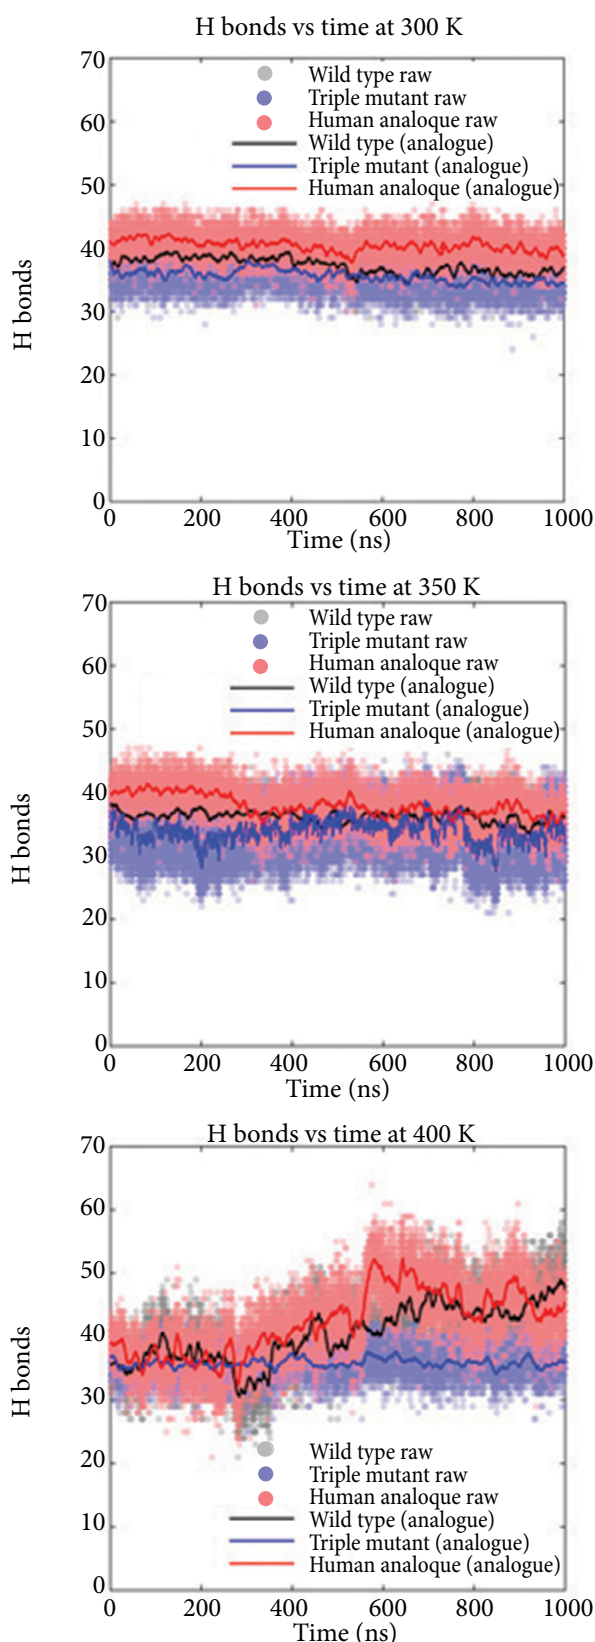 H bonds vs time at 300 K
70
60
50
40
30
20
10
0
H bonds
Wild type raw
Triple mutant raw
Human analoque raw
Wild type (analogue)
Triple mutant (analogue)
Human analoque (analogue)
0 200 400 600 800 1000
Time (ns)
H bonds vs time at 350 K
70
60
50
40
30
20
10
0
H bonds
Wild type raw
Triple mutant raw
Human analoque raw
Wild type (analogue)
Triple mutant (analogue)
Human analoque (analogue)
0 200 400 600 800 1000
Time (ns)
H bonds vs time at 400 K
70
60
50
40
30
20
10
0
H bonds
Wild type raw
Triple mutant raw
Human analoque raw
Wild type (analogue)
Triple mutant (analogue)
Human analoque (analogue)
0 200 400 600 800 1000
Time (ns)